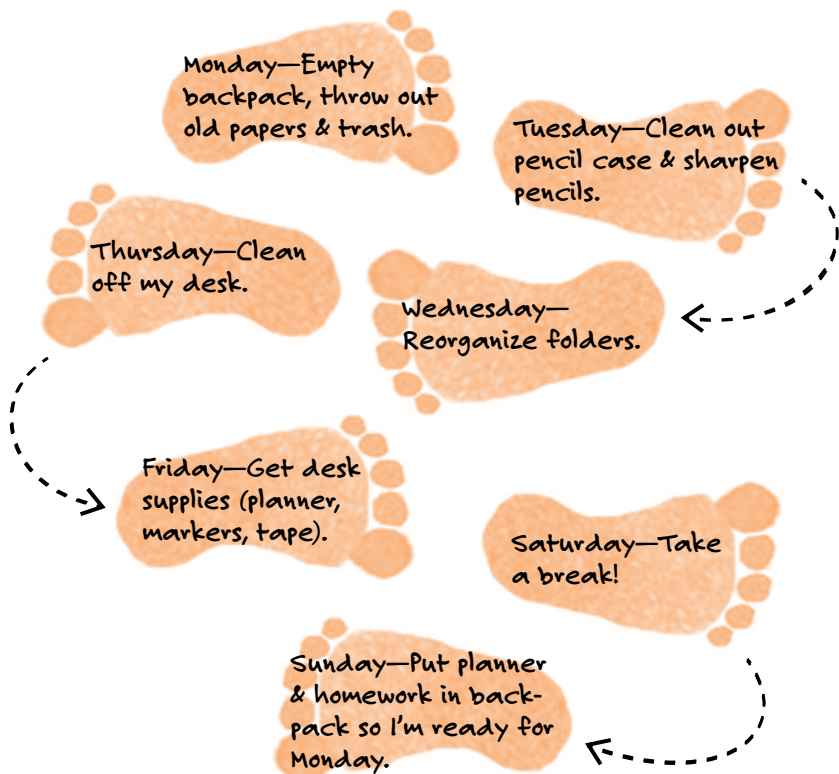 Monday—Empty
backpack, throw out
old papers & trash.
Tuesday—Clean out
pencil case & sharpen
pencils.
Wednesday—
Reorganize folders.
Thursday—Clean
off my desk.
Friday—Get desk
supplies (planner,
markers, tape).
Saturday—Take
a break!
Sunday—Put planner
& homework in back-
pack so I'm ready for
Monday.